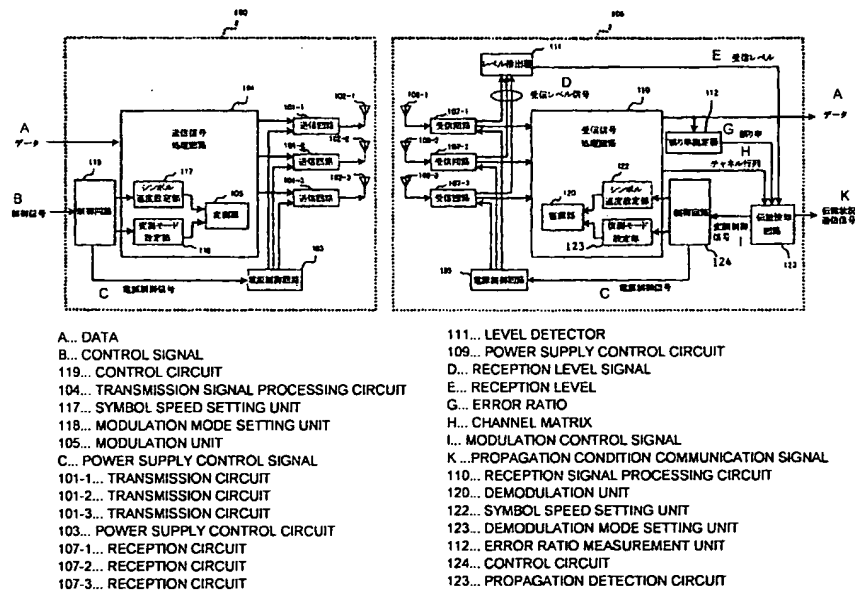 100
106
104
データ
A
B
制御信号
119
制御回路
117
シンボル
速度設定部
変調モード
設定部
118
105
変調部
送信信号
処理回路
101-1
送信回路
101-2
送信回路
101-3
送信回路
102-1
102-2
102-3
103
電源制御回路
C
電源制御信号
111
レベル検出器
D
受信レベル信号
E
受信レベル
107-1
受信回路
107-2
受信回路
107-3
受信回路
110
受信信号
処理回路
122
シンボル
速度設定部
120
復調部
復調モード
設定部
123
制御回路
124
112
誤り率測定器
G
誤り率
H
チャネル行列
A
データ
K
伝搬状況
通信信号
変調制御
信号
I
伝搬検知
回路
123
電源制御回路
C
電源制御信号
A... DATA
B... CONTROL SIGNAL
119... CONTROL CIRCUIT
104... TRANSMISSION SIGNAL PROCESSING CIRCUIT
117... SYMBOL SPEED SETTING UNIT
118... MODULATION MODE SETTING UNIT
105... MODULATION UNIT
C... POWER SUPPLY CONTROL SIGNAL
101-1... TRANSMISSION CIRCUIT
101-2... TRANSMISSION CIRCUIT
101-3... TRANSMISSION CIRCUIT
103... POWER SUPPLY CONTROL CIRCUIT
107-1... RECEPTION CIRCUIT
107-2... RECEPTION CIRCUIT
107-3... RECEPTION CIRCUIT
111... LEVEL DETECTOR
109... POWER SUPPLY CONTROL CIRCUIT
D... RECEPTION LEVEL SIGNAL
E... RECEPTION LEVEL
G... ERROR RATIO
H... CHANNEL MATRIX
I... MODULATION CONTROL SIGNAL
K ...PROPAGATION CONDITION COMMUNICATION SIGNAL
110... RECEPTION SIGNAL PROCESSING CIRCUIT
120... DEMODULATION UNIT
122... SYMBOL SPEED SETTING UNIT
123... DEMODULATION MODE SETTING UNIT
112... ERROR RATIO MEASUREMENT UNIT
124... CONTROL CIRCUIT
123... PROPAGATION DETECTION CIRCUIT